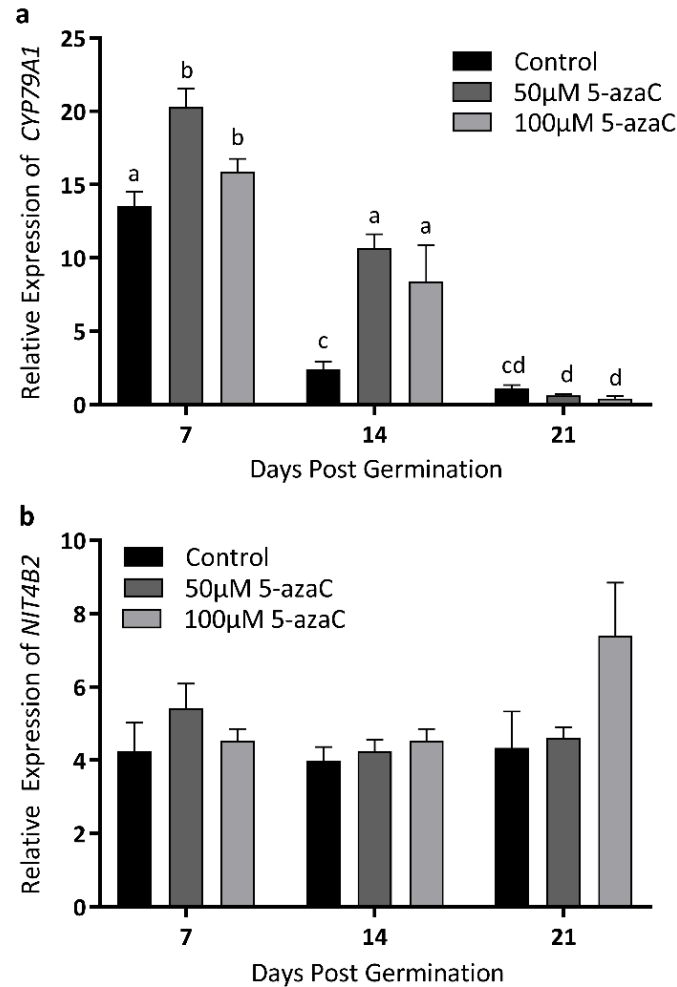 a
Relative Expression of CYP79A1
25
20
15
10
5
0
Control
50µM 5-azaC
100µM 5-azaC
a
b
b
c
a
a
cd
d
d
7
14
21
Days Post Germination
b
Relative Expression of NIT4B2
10
8
6
4
2
0
Control
50µM 5-azaC
100µM 5-azaC
7
14
21
Days Post Germination